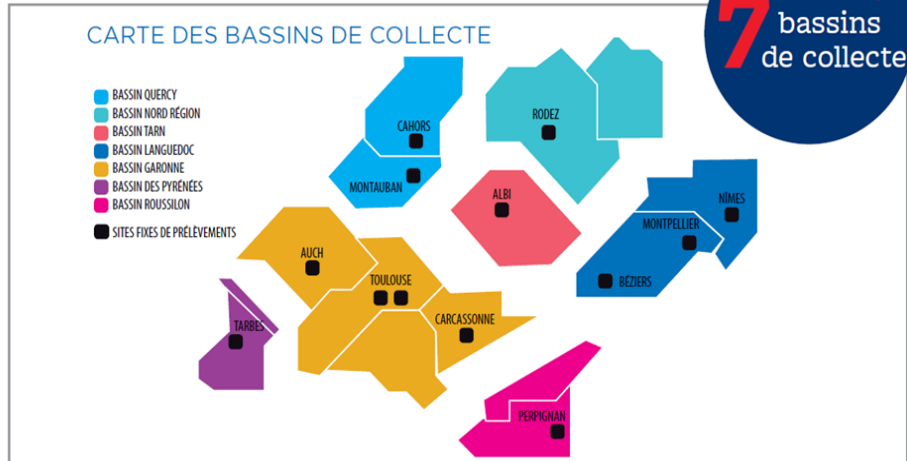 CARTE DES BASSINS DE COLLECTE
7 bassins
de collecte
BASSIN QUERCY
BASSIN NORD RÉGION
BASSIN TARN
BASSIN LANGUEDOC
BASSIN GARONNE
BASSIN DES PYRÉNÉES
BASSIN ROUSSILON
SITES FIXES DE PRÉLÈVEMENTS
CAHORS
MONTAUBAN
RODEZ
ALBI
NÎMES
MONTPELLIER
BÉZIERS
AUCH
TOULOUSE
CARCASSONNE
TARBES
PERPIGNAN